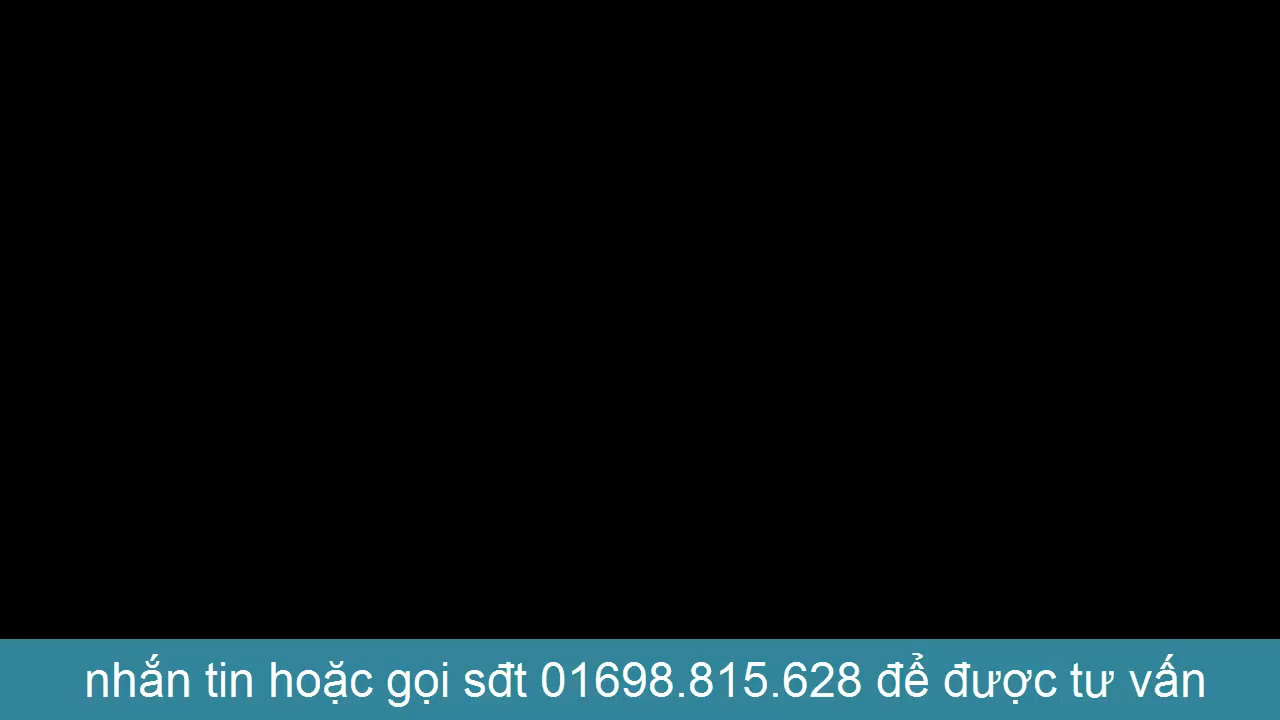 nhắn tin hoặc gọi sđt 01698.815.628 để được tư vấn